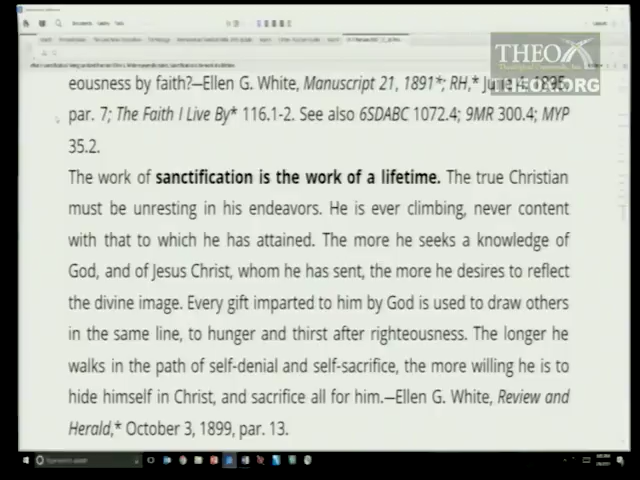 THEO
THEOX.ORG
eousness by faith?—Ellen G. White, Manuscript 21, 1891*; RH,* 1895,
par. 7; The Faith I Live By* 116.1-2. See also 6SDABC 1072.4; 9MR 300.4; MYP
35.2.
The work of sanctification is the work of a lifetime. The true Christian
must be unresting in his endeavors. He is ever climbing, never content
with that to which he has attained. The more he seeks a knowledge of
God, and of Jesus Christ, whom he has sent, the more he desires to reflect
the divine image. Every gift imparted to him by God is used to draw others
in the same line, to hunger and thirst after righteousness. The longer he
walks in the path of self-denial and self-sacrifice, the more willing he is to
hide himself in Christ, and sacrifice all for him.—Ellen G. White, Review and
Herald,* October 3, 1899, par. 13.